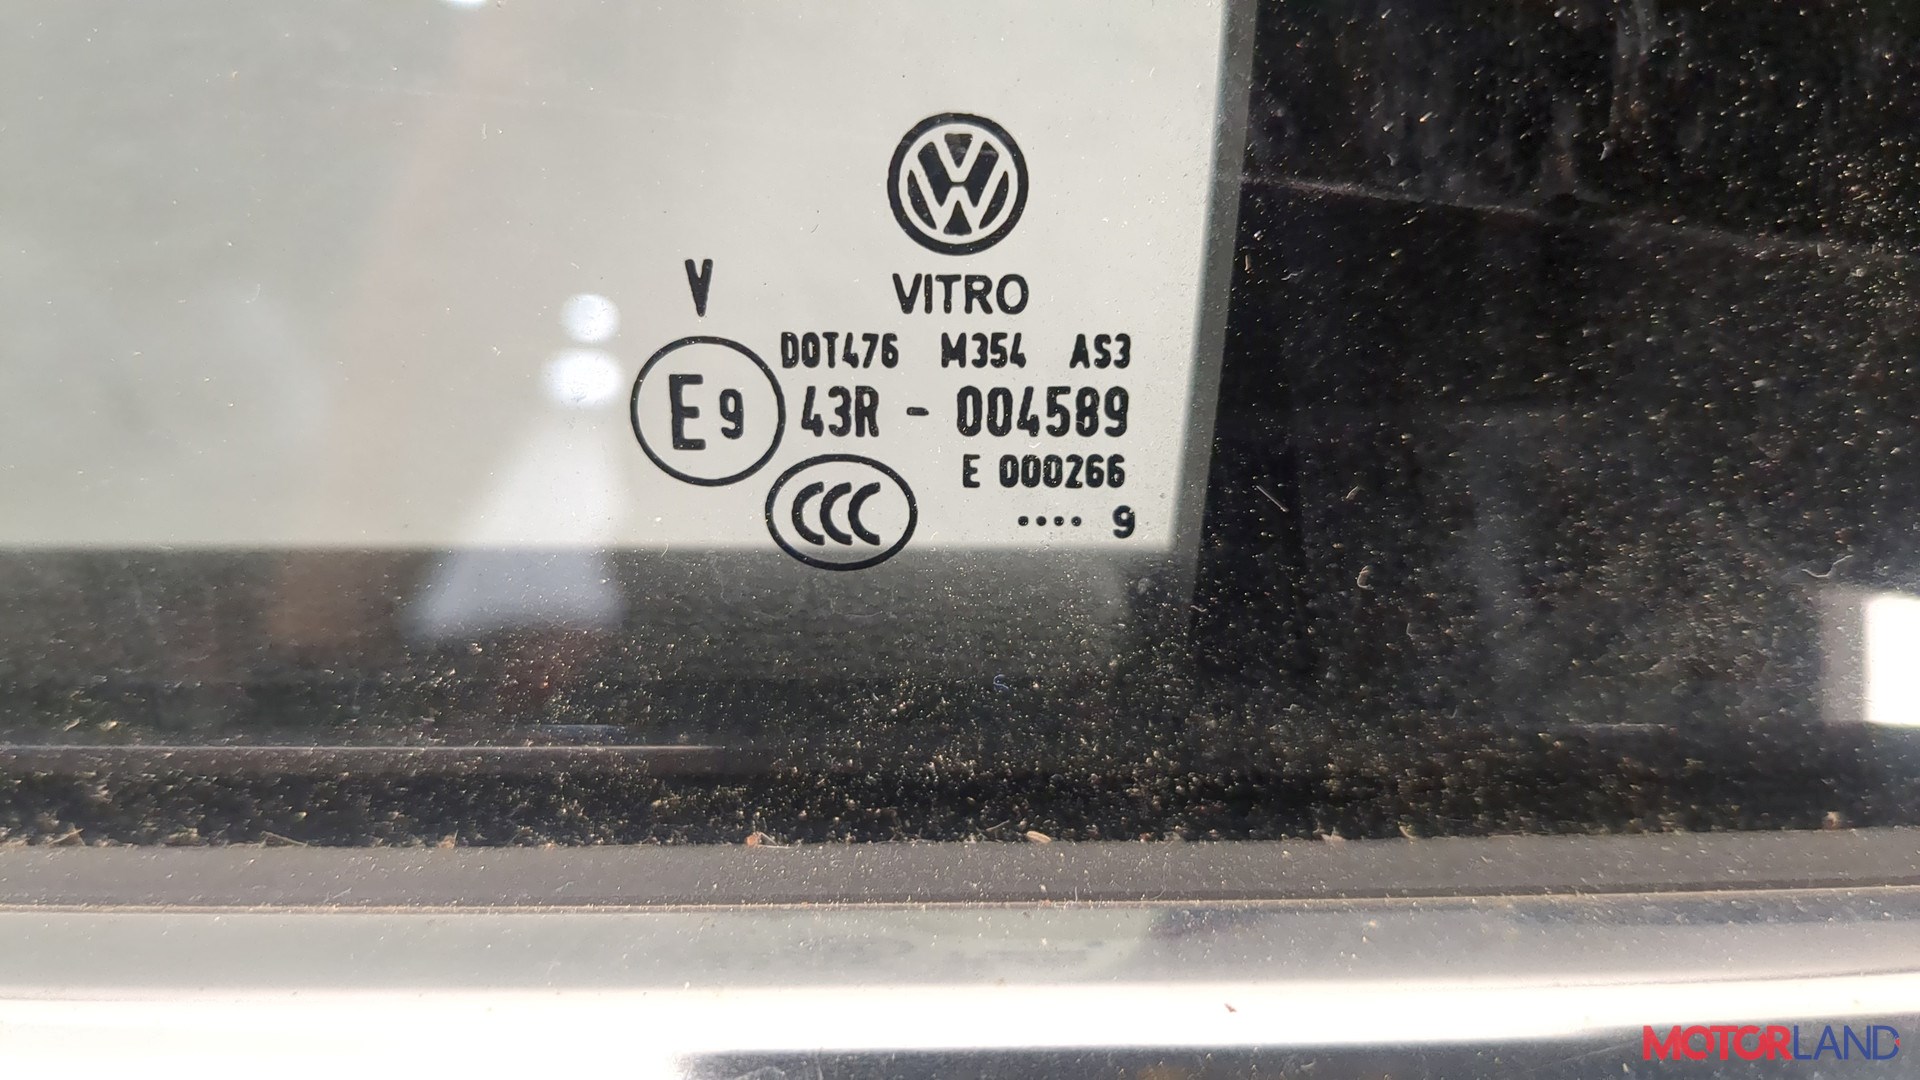 VITRO
V
DOT476 M354 AS3
E9 43R - 004589
E 000266
CCC
···· 9
MOTORLAND